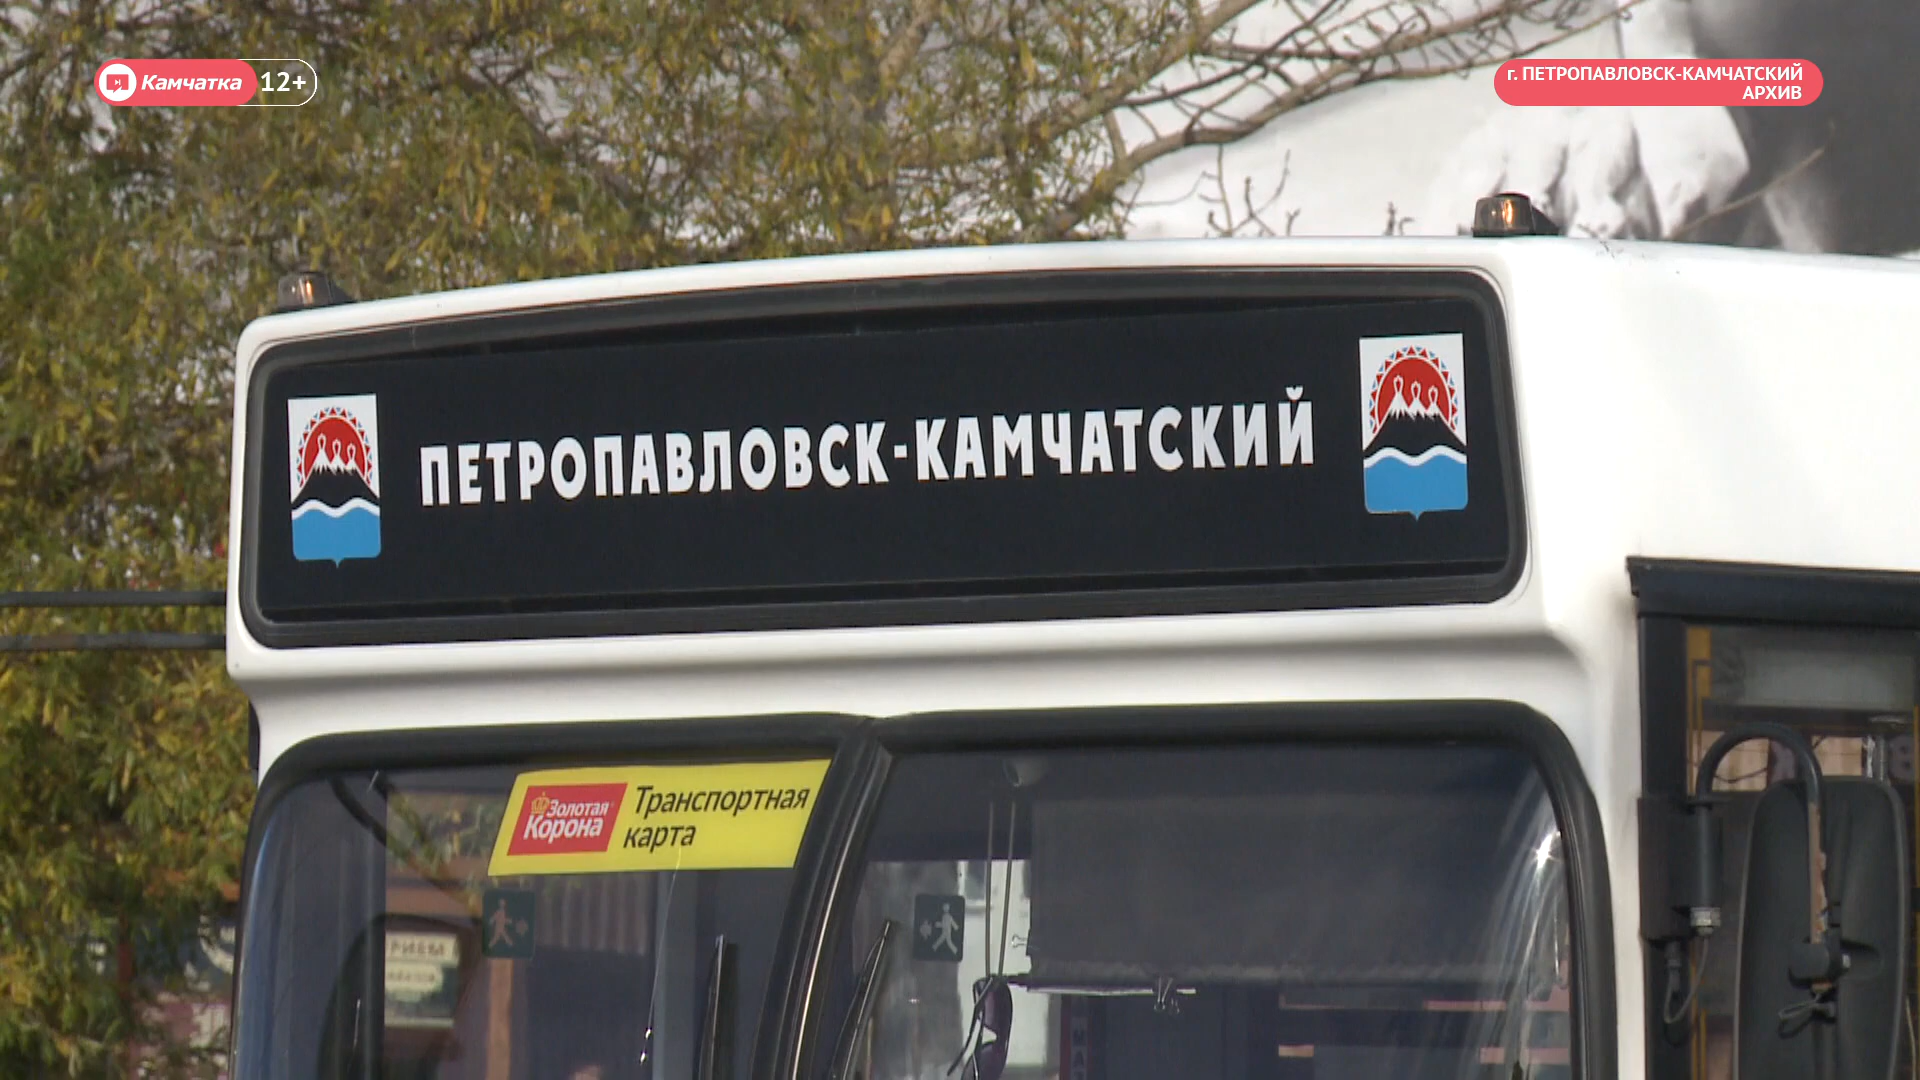 Камчатка 12+
г. ПЕТРОПАВЛОВСК-КАМЧАТСКИЙ
АРХИВ
ПЕТРОПАВЛОВСК-КАМЧАТСКИЙ
Золотая Корона
Транспортная
карта